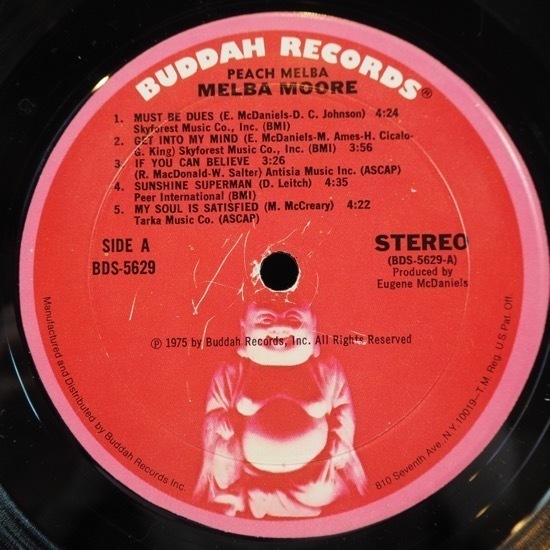 BUDDAH RECORDS®
PEACH MELBA
MELBA MOORE
1. MUST BE DUES (E. McDaniels-D. C. Johnson) 4:24
Skyforest Music Co., Inc. (BMI)
2. GET INTO MY MIND (E. McDaniels-M. Ames-H. Cicalo-
G. King) Skyforest Music Co., Inc. (BMI) 3:56
3. IF YOU CAN BELIEVE 3:26
(R. MacDonald-W. Salter) Antisia Music Inc. (ASCAP)
4. SUNSHINE SUPERMAN (D. Leitch) 4:35
Peer International (BMI)
5. MY SOUL IS SATISFIED (M. McCreary) 4:22
Tarka Music Co. (ASCAP)
SIDE A
BDS-5629
STEREO
(BDS-5629-A)
Produced by
Eugene McDaniels
℗ 1975 by Buddah Records, Inc. All Rights Reserved
Manufactured and Distributed by Buddah Records Inc.
810 Seventh Ave., N.Y. 10019—T.M. Reg. U.S. Pat. Off.